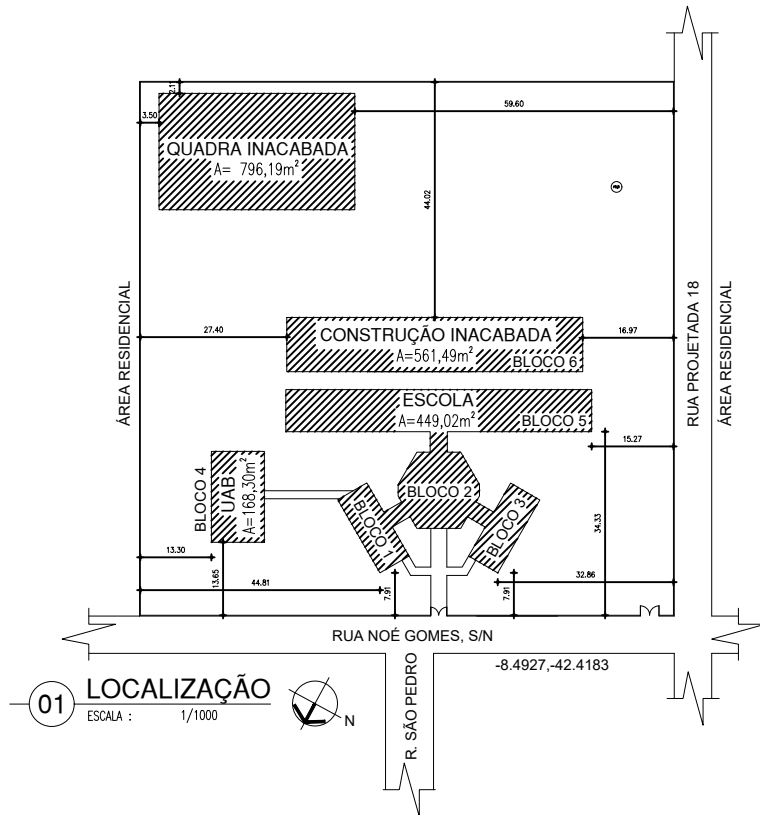 2.11
3.50
59.60
QUADRA INACABADA
A= 796,19m²
44.02
ÁREA RESIDENCIAL
RUA PROJETADA 18
ÁREA RESIDENCIAL
27.40
CONSTRUÇÃO INACABADA
A=561,49m²
BLOCO 6
16.97
ESCOLA
A=449,02m²
BLOCO 5
15.27
BLOCO 4
UAB
A=168,30m²
BLOCO 2
BLOCO 1
BLOCO 3
34.33
13.30
13.65
44.81
7.91
7.91
32.86
RUA NOÉ GOMES, S/N
-8.4927,-42.4183
R. SÃO PEDRO
01
LOCALIZAÇÃO
ESCALA : 1/1000
N